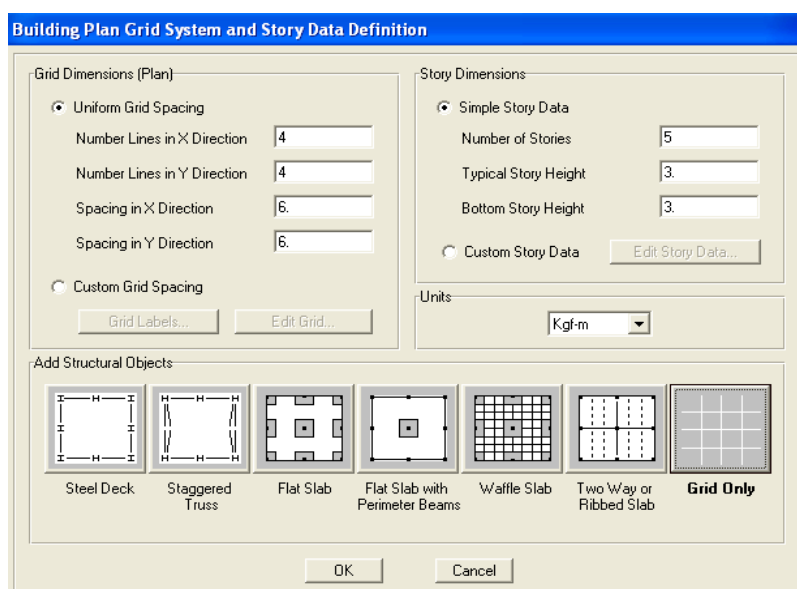 Building Plan Grid System and Story Data Definition
Grid Dimensions (Plan)
Uniform Grid Spacing
Number Lines in X Direction 4
Number Lines in Y Direction 4
Spacing in X Direction 6.
Spacing in Y Direction 6.
Custom Grid Spacing
Grid Labels... Edit Grid...
Story Dimensions
Simple Story Data
Number of Stories 5
Typical Story Height 3.
Bottom Story Height 3.
Custom Story Data Edit Story Data...
Units
Kgf-m
Add Structural Objects
Steel Deck
Staggered
Truss
Flat Slab
Flat Slab with
Perimeter Beams
Waffle Slab
Two Way or
Ribbed Slab
Grid Only
OK Cancel